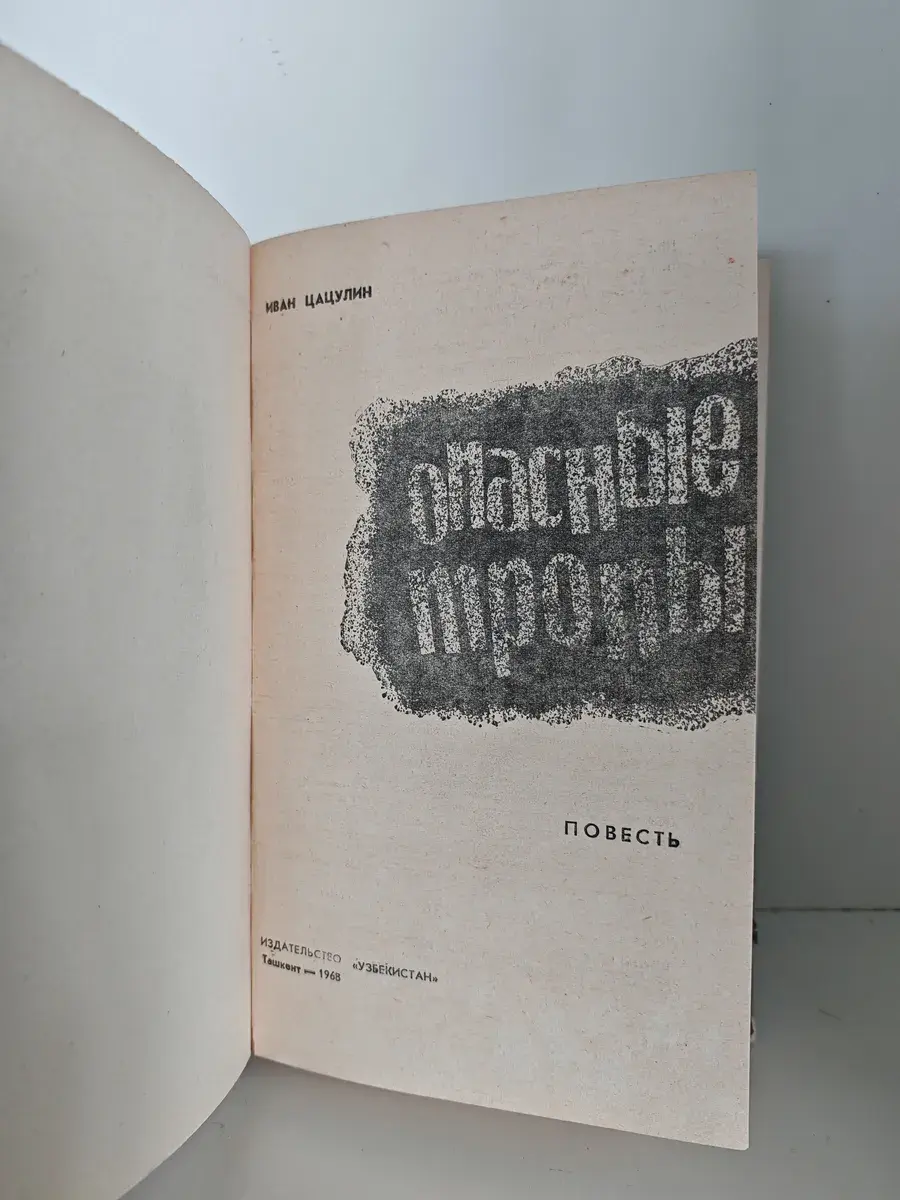 ИВАН ЦАЦУЛИН
опасные
тропы
ПОВЕСТЬ
ИЗДАТЕЛЬСТВО «УЗБЕКИСТАН»
Ташкент — 1968